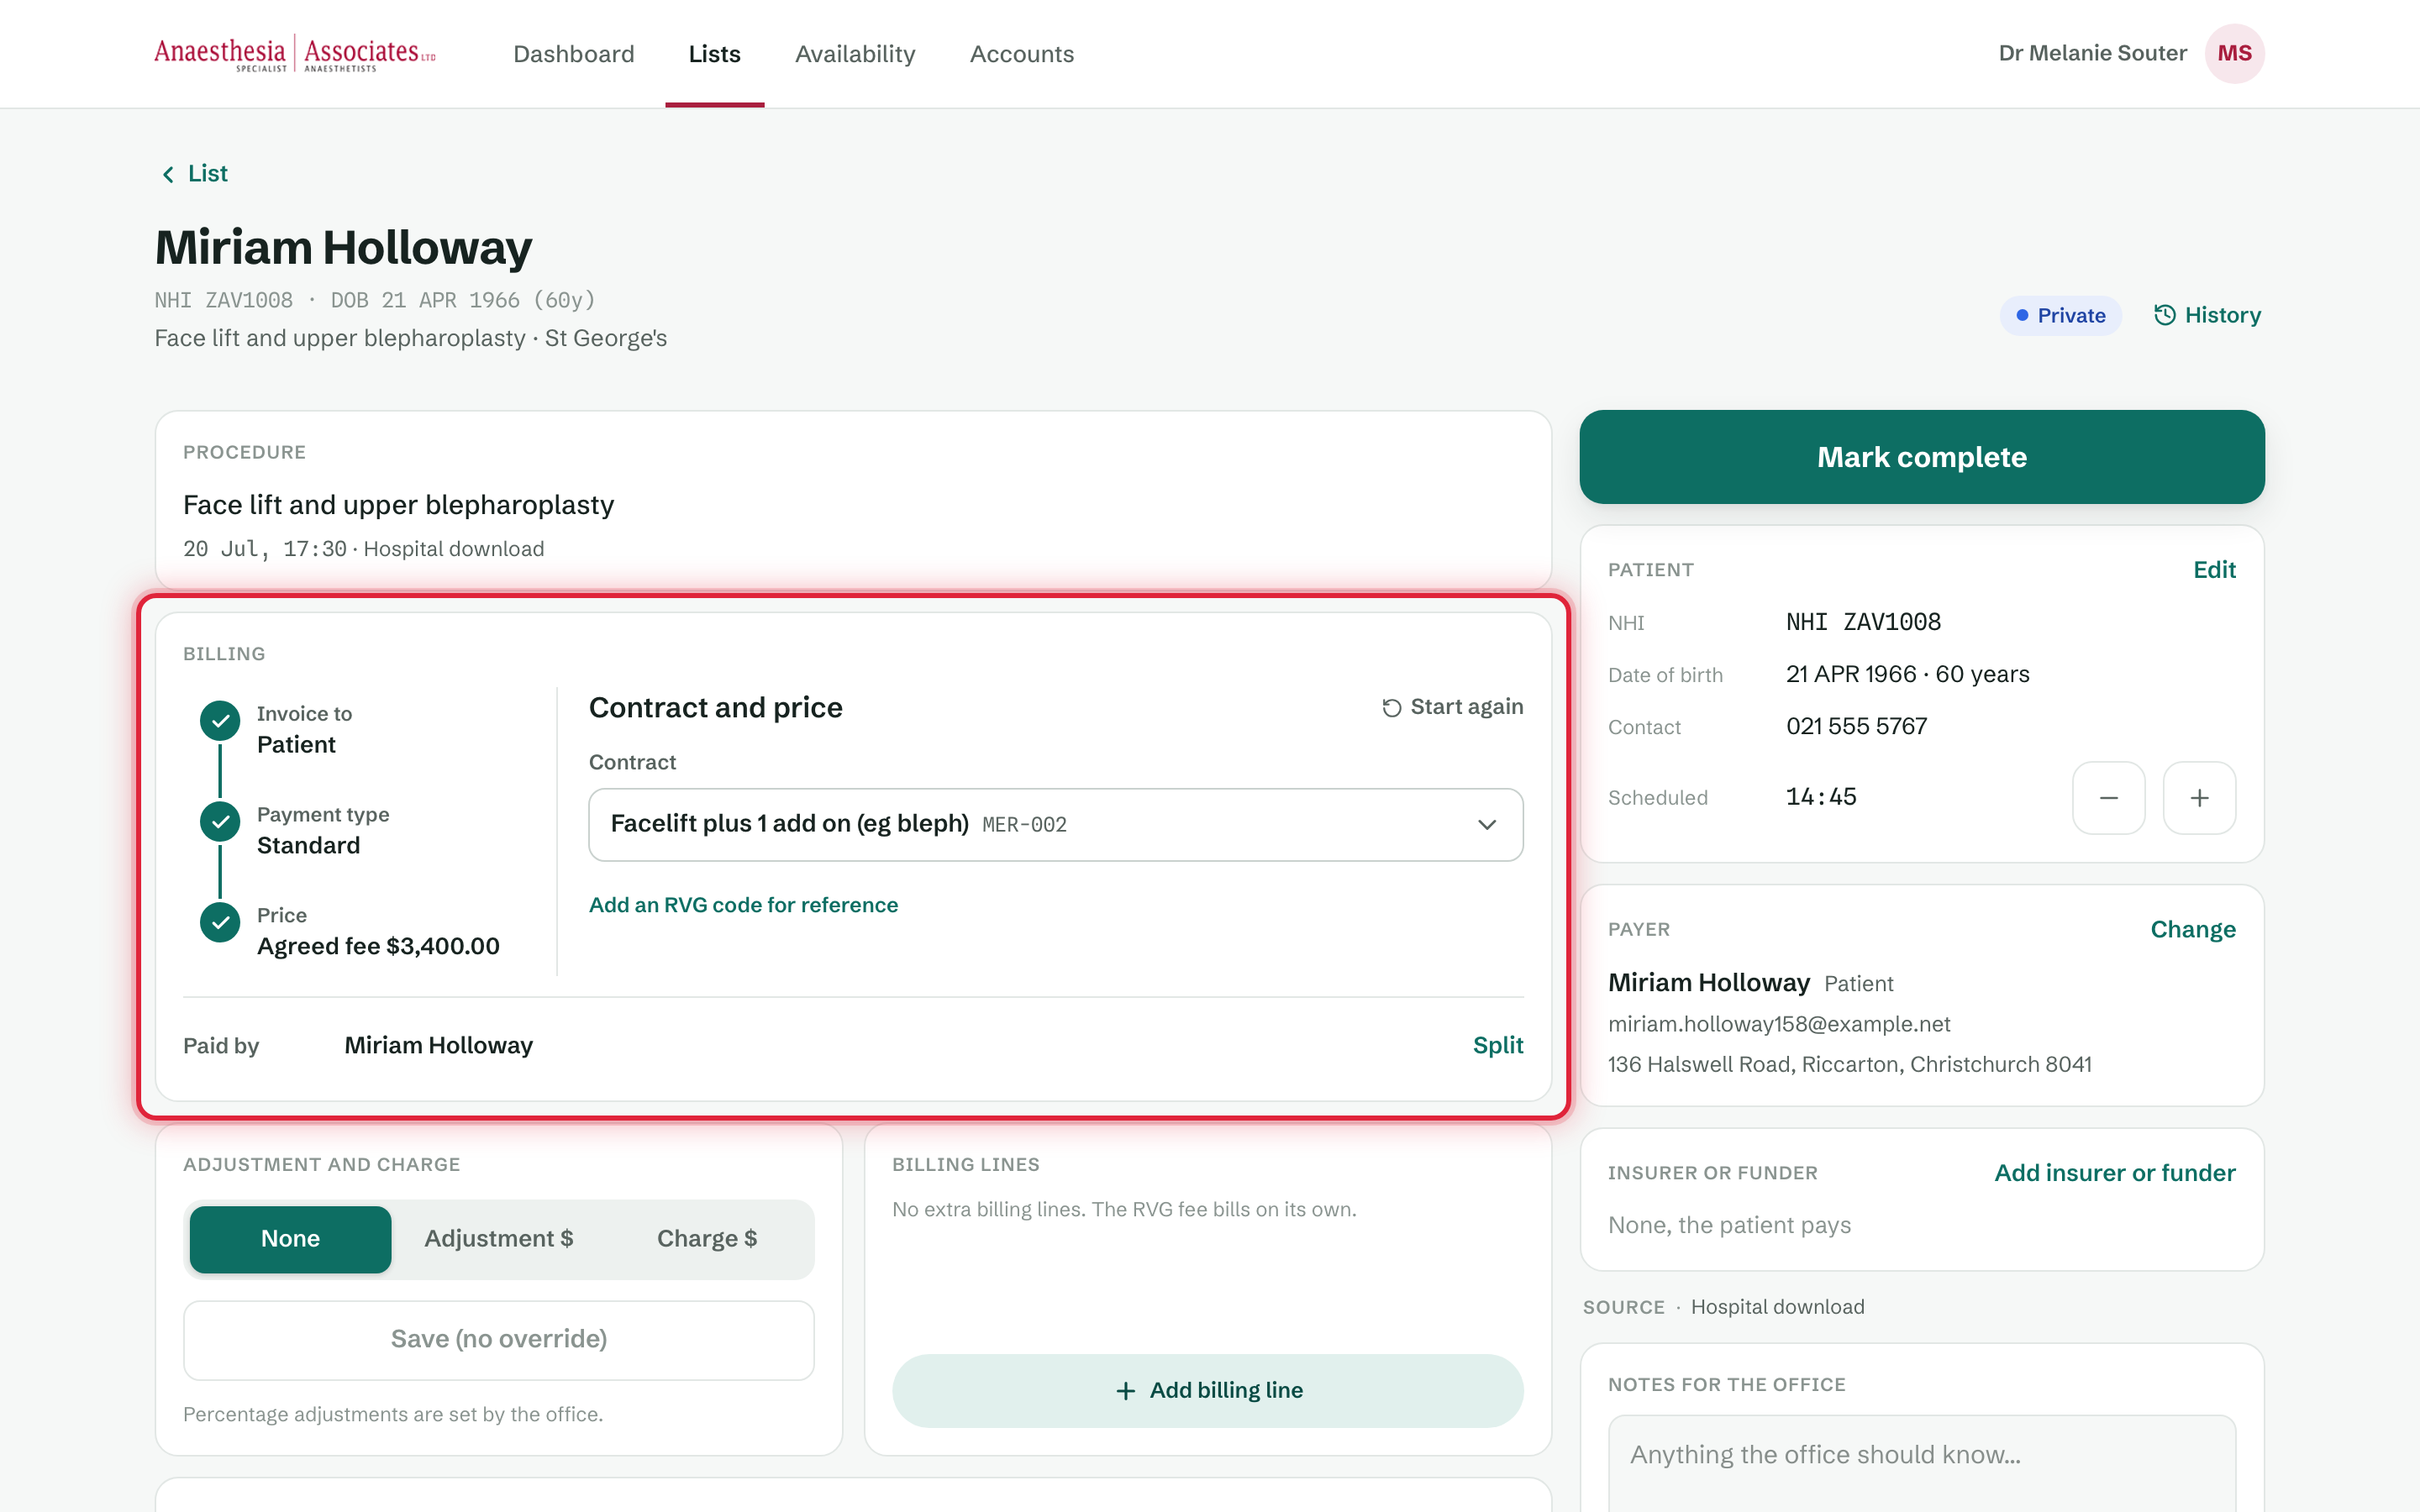 Anaesthesia | Associates LTD
SPECIALIST ANAESTHETISTS
Dashboard
Lists
Availability
Accounts
Dr Melanie Souter
MS
List
Miriam Holloway
NHI ZAV1008 · DOB 21 APR 1966 (60y)
Face lift and upper blepharoplasty · St George's
Private
History
PROCEDURE
Face lift and upper blepharoplasty
20 Jul, 17:30 · Hospital download
BILLING
Invoice to
Patient
Payment type
Standard
Price
Agreed fee $3,400.00
Contract and price
Start again
Contract
Facelift plus 1 add on (eg bleph) MER-002
Add an RVG code for reference
Paid by
Miriam Holloway
Split
ADJUSTMENT AND CHARGE
None
Adjustment $
Charge $
Save (no override)
Percentage adjustments are set by the office.
BILLING LINES
No extra billing lines. The RVG fee bills on its own.
+ Add billing line
Mark complete
PATIENT
Edit
NHI
NHI ZAV1008
Date of birth
21 APR 1966 · 60 years
Contact
021 555 5767
Scheduled
14:45
PAYER
Change
Miriam Holloway Patient
miriam.holloway158@example.net
136 Halswell Road, Riccarton, Christchurch 8041
INSURER OR FUNDER
Add insurer or funder
None, the patient pays
SOURCE · Hospital download
NOTES FOR THE OFFICE
Anything the office should know...